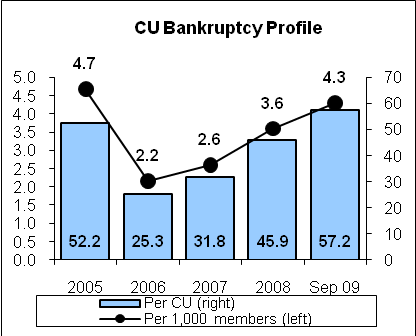 CU Bankruptcy Profile
4.7 2.2 2.6 3.6 4.3
5.0 70
4.5 60
4.0 50
3.5 40
3.0 30
2.5 20
2.0 10
1.5 0
1.0
0.5
0.0
52.2 25.3 31.8 45.9 57.2
2005 2006 2007 2008 Sep 09
Per CU (right)
Per 1,000 members (left)